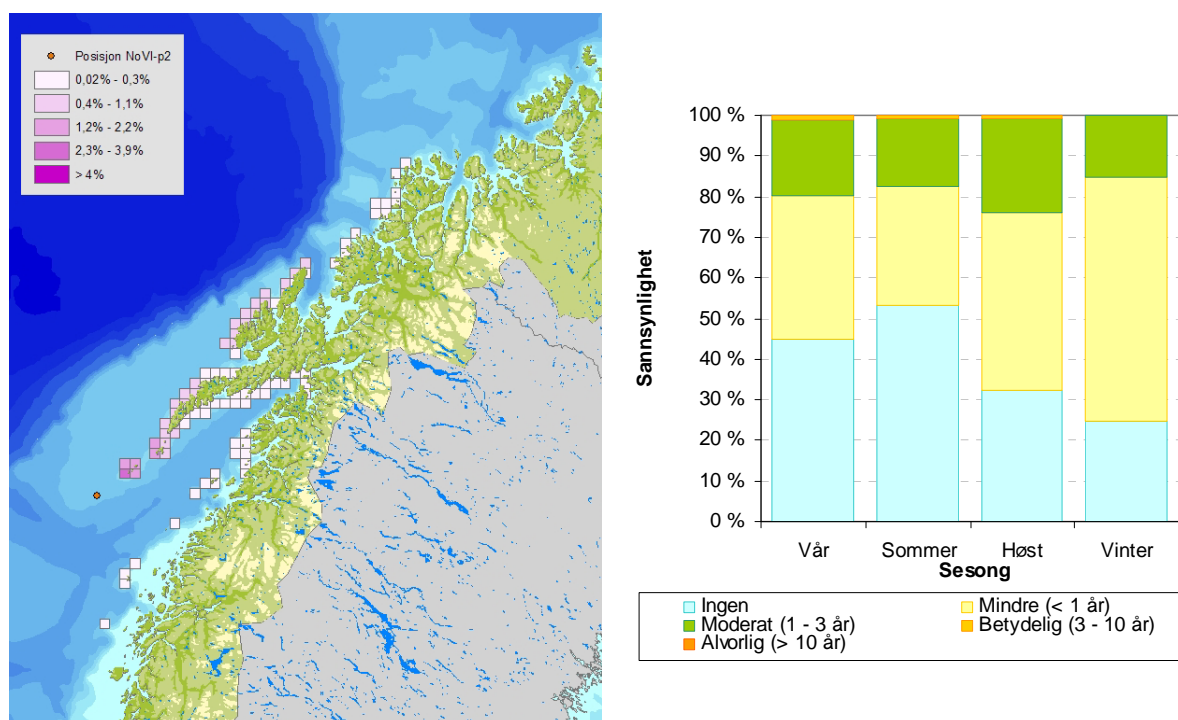 Posisjon NoVI-p2
0,02% - 0,3%
0,4% - 1,1%
1,2% - 2,2%
2,3% - 3,9%
> 4%
100 %
90 %
80 %
70 %
60 %
50 %
40 %
30 %
20 %
10 %
0 %
Sannsynlighet
Vår Sommer Høst Vinter
Sesong
Ingen Mindre (< 1 år)
Moderat (1 - 3 år) Betydelig (3 - 10 år)
Alvorlig (> 10 år)